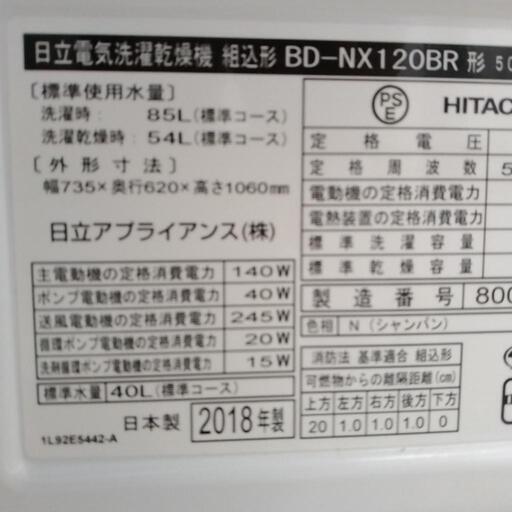 日立電気洗濯乾燥機 組込形 BD-NX120BR 形 50
〔標準使用水量〕
洗濯時： 85L(標準コース)
洗濯乾燥時：54L(標準コース)
〔外形寸法〕
幅735×奥行620×高さ1060mm
日立アプライアンス(株)
主電動機の定格消費電力 140W
ポンプ電動機の定格消費電力 40W
送風電動機の定格消費電力 245W
循環ポンプ電動機の定格消費電力 20W
洗剤循環ポンプ電動機の定格消費電力 15W
標準水量 40L(標準コース)
日本製 2018年製
1L92E5442-A
PSE HITAC
定格電圧
定格周波数 5
電動機の定格消費電力
電熱装置の定格消費電力
標準洗濯容量
標準乾燥容量
製造番号 800
色相 N（シャンパン）
消防法 基準適合 組込形
可燃物からの離隔距離(cm)
上方 左方 右方 後方 下方
20 1.0 1.0 1.0 0